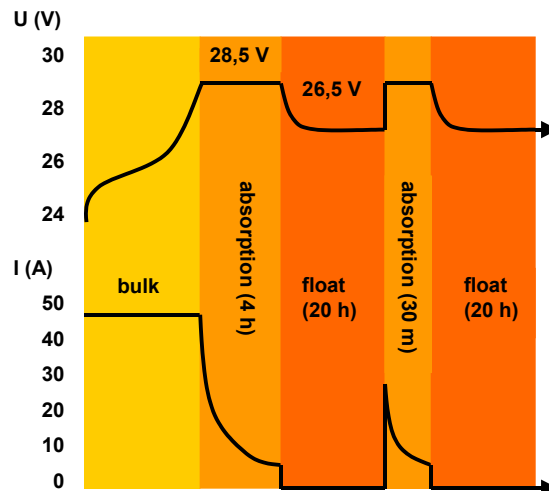 U (V)
30
28
26
24
28,5 V
26,5 V
I (A)
50
40
30
20
10
0
bulk
absorption (4 h)
float
(20 h)
absorption (30 m)
float
(20 h)